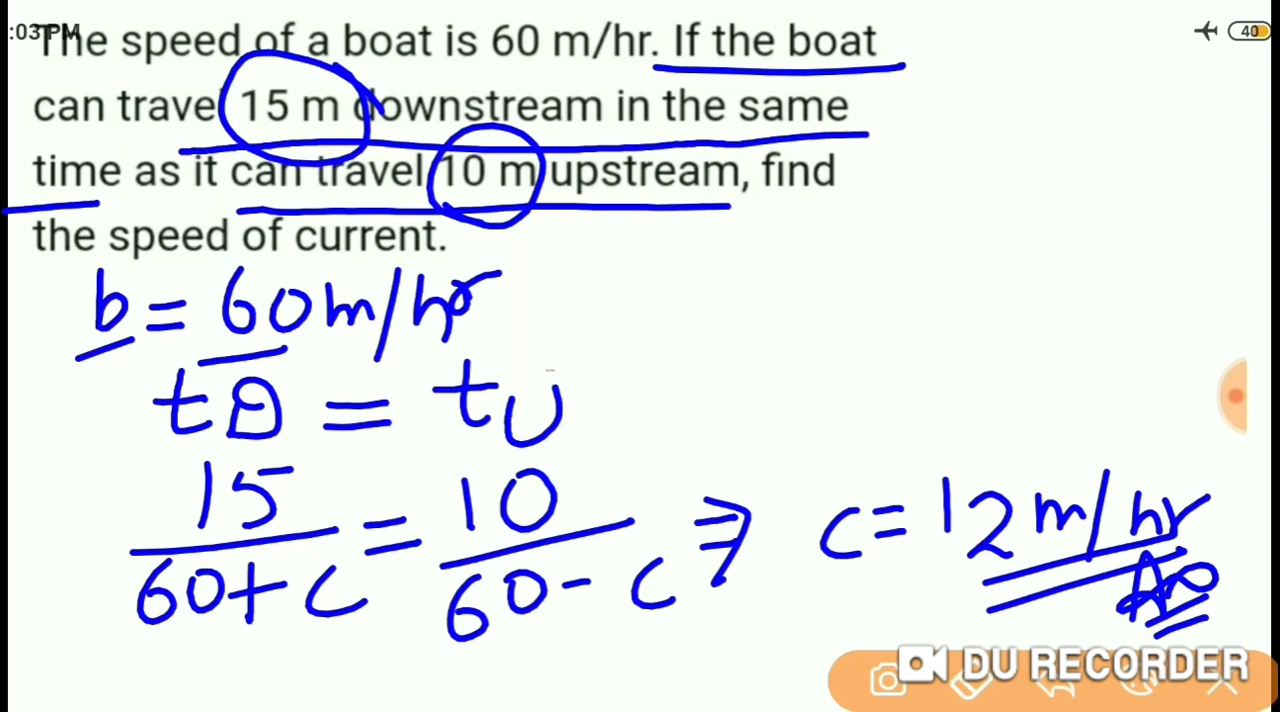 :03 PM
40
The speed of a boat is 60 m/hr. If the boat
can travel 15 m downstream in the same
time as it can travel 10 m upstream, find
the speed of current.
b = 60m/hr
tD = tU
15/60+c = 10/60-c ⇒ c = 12 m/hr
DU RECORDER